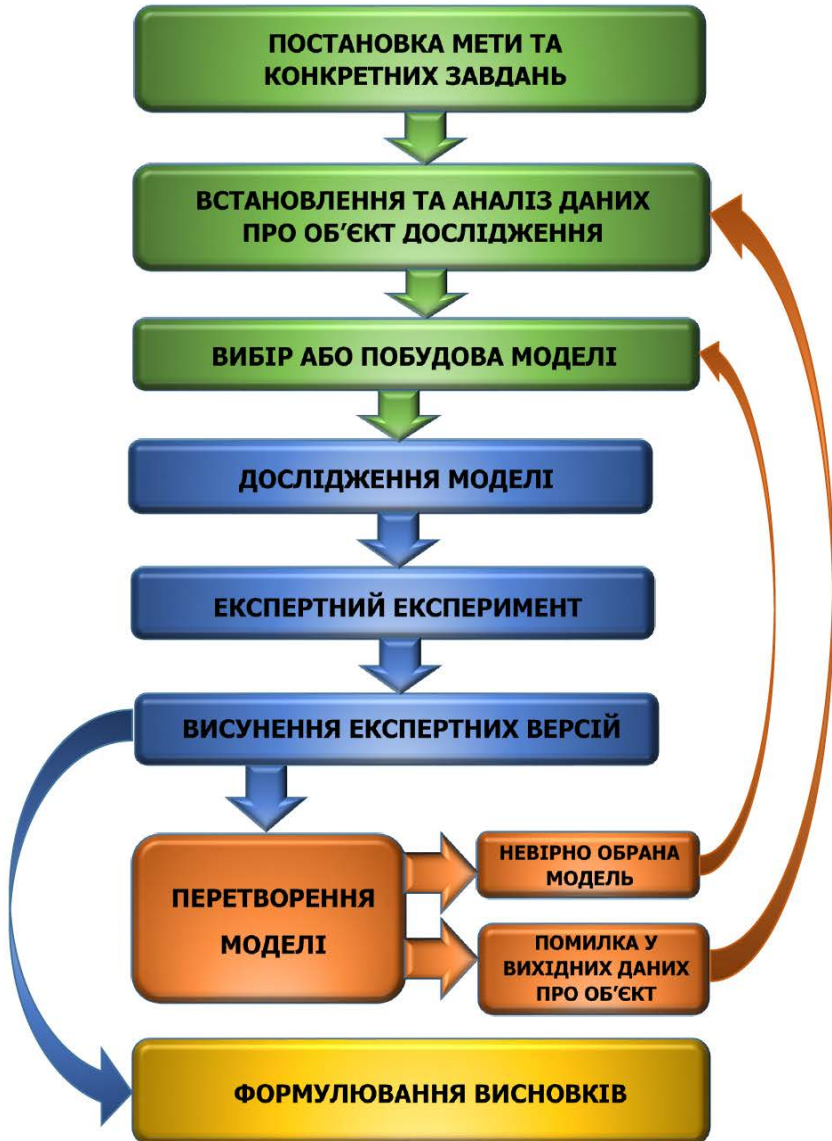 ПОСТАНОВКА МЕТИ ТА
КОНКРЕТНИХ ЗАВДАНЬ
ВСТАНОВЛЕННЯ ТА АНАЛІЗ ДАНИХ
ПРО ОБ’ЄКТ ДОСЛІДЖЕННЯ
ВИБІР АБО ПОБУДОВА МОДЕЛІ
ДОСЛІДЖЕННЯ МОДЕЛІ
ЕКСПЕРТНИЙ ЕКСПЕРИМЕНТ
ВИСУНЕННЯ ЕКСПЕРТНИХ ВЕРСІЙ
ПЕРЕТВОРЕННЯ
МОДЕЛІ
НЕВІРНО ОБРАНА
МОДЕЛЬ
ПОМИЛКА У
ВИХІДНИХ ДАНИХ
ПРО ОБ’ЄКТ
ФОРМУЛЮВАННЯ ВИСНОВКІВ